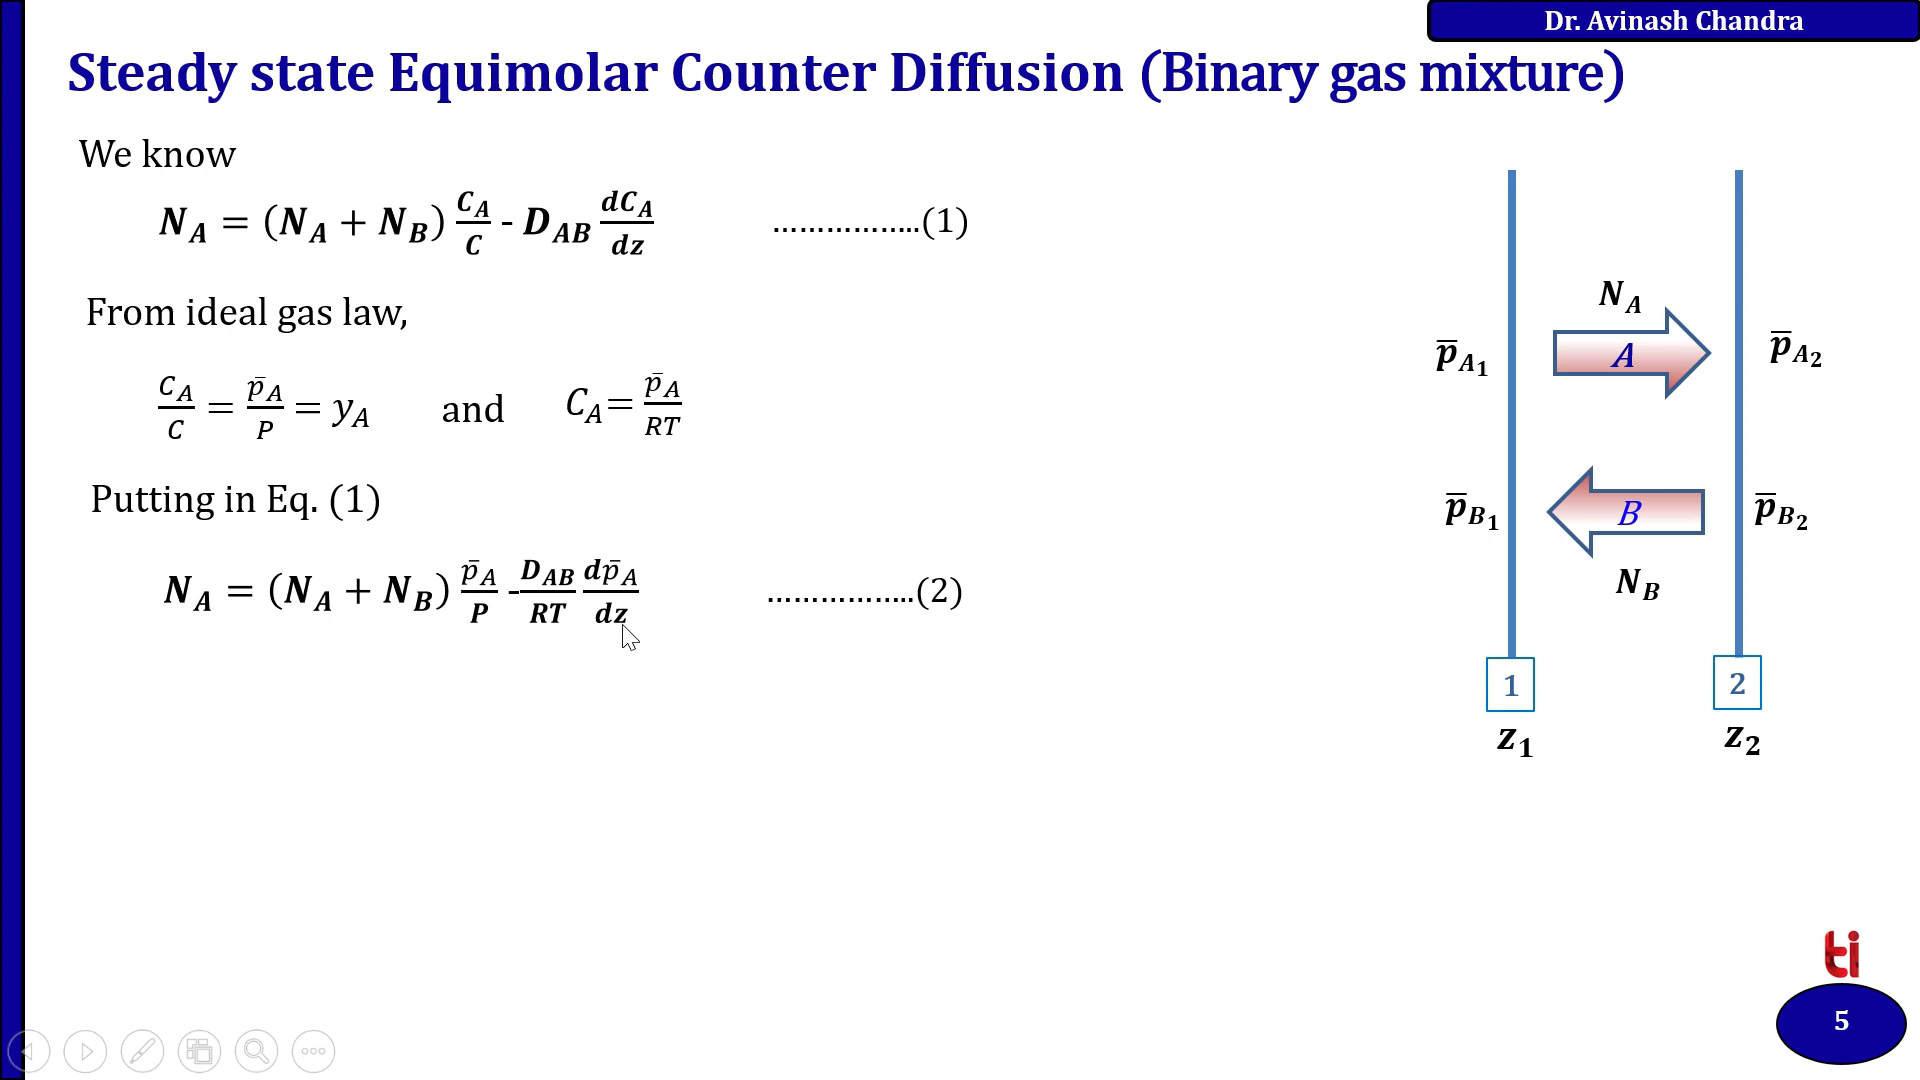 Dr. Avinash Chandra
Steady state Equimolar Counter Diffusion (Binary gas mixture)
We know
N_A = (N_A + N_B) C_A/C - D_AB dC_A/dz ……………..(1)
From ideal gas law,
C_A/C = p̄_A/P = y_A and C_A= p̄_A/RT
Putting in Eq. (1)
N_A = (N_A + N_B) p̄_A/P -D_AB/RT dp̄_A/dz ……………..(2)
N_A
p̄_A1 A p̄_A2
p̄_B1 B p̄_B2
N_B
1 2
z_1 z_2
ti
5